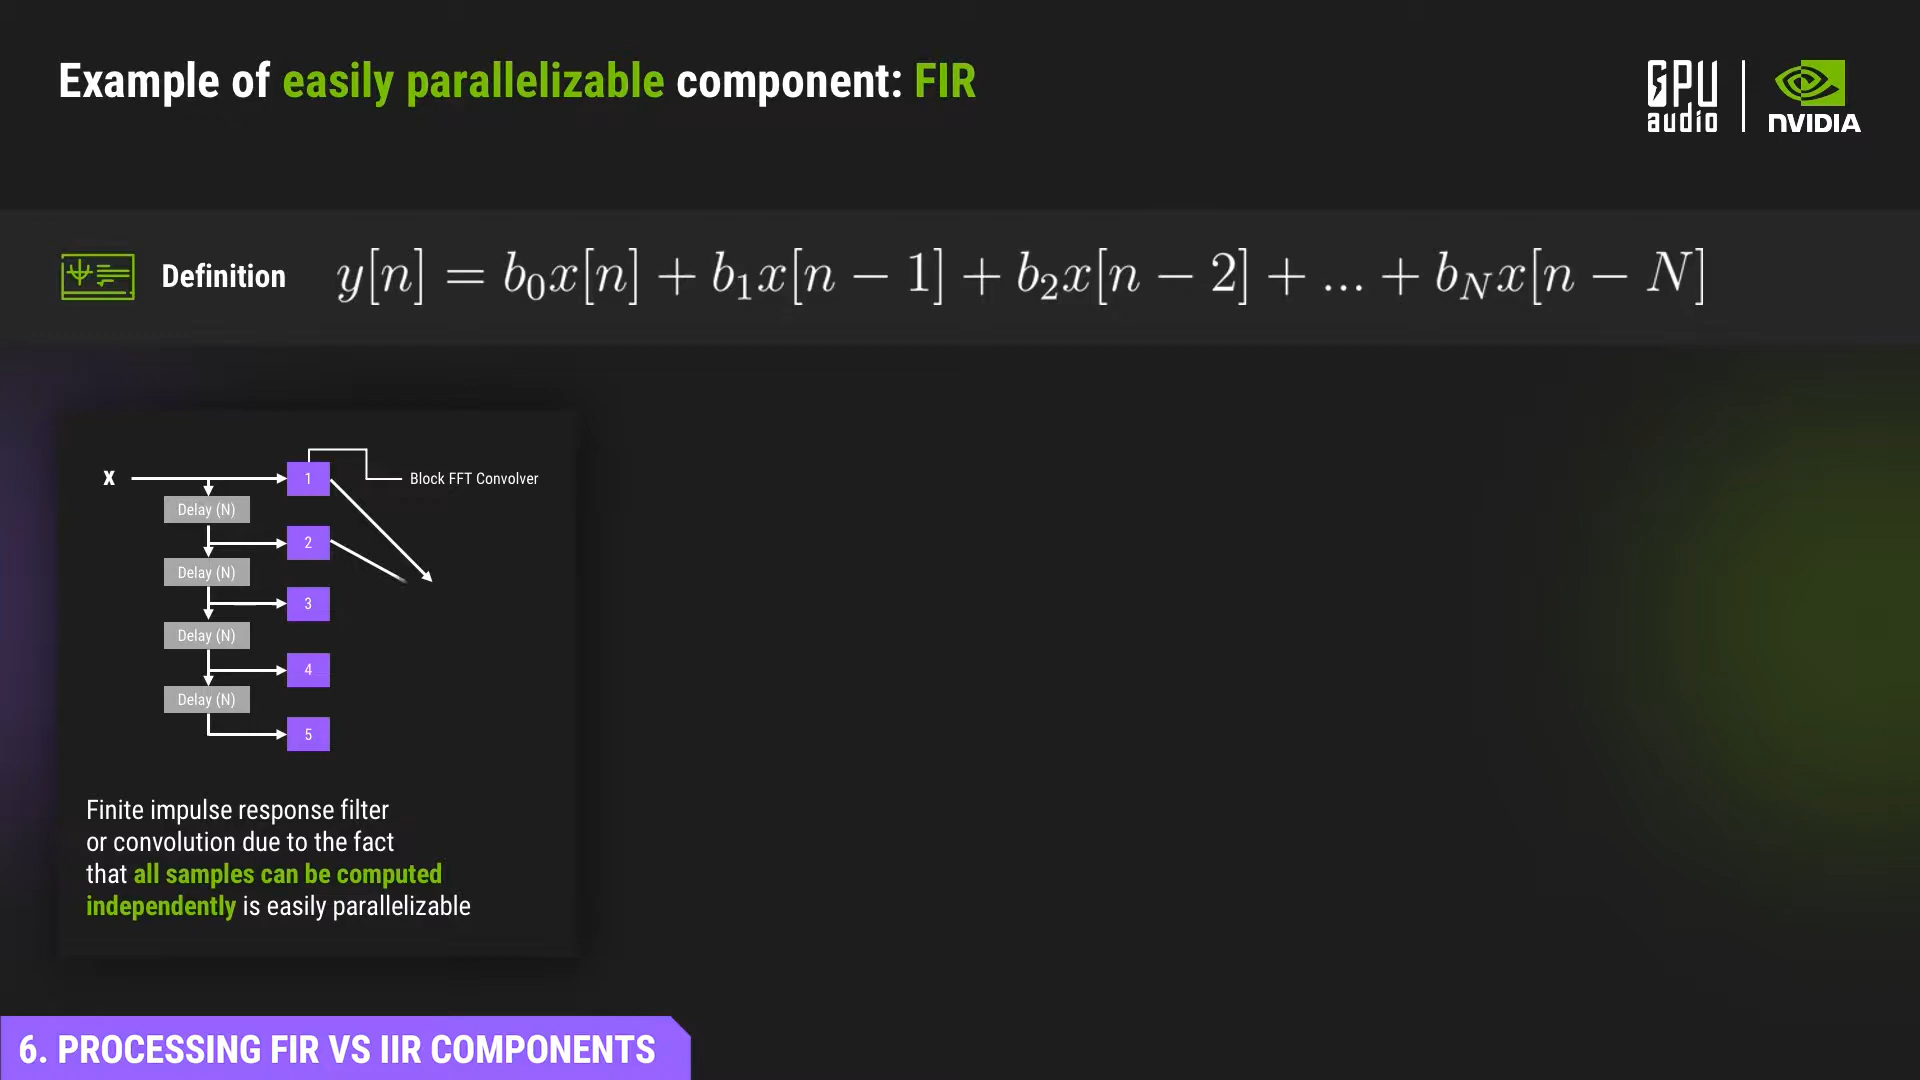 Example of easily parallelizable component: FIR
GPU audio
NVIDIA
Definition
y[n] = b₀x[n] + b₁x[n − 1] + b₂x[n − 2] + ... + b_N x[n − N]
x
1
Block FFT Convolver
Delay (N)
2
Delay (N)
3
Delay (N)
4
Delay (N)
5
Finite impulse response filter
or convolution due to the fact
that all samples can be computed
independently is easily parallelizable
6. PROCESSING FIR VS IIR COMPONENTS